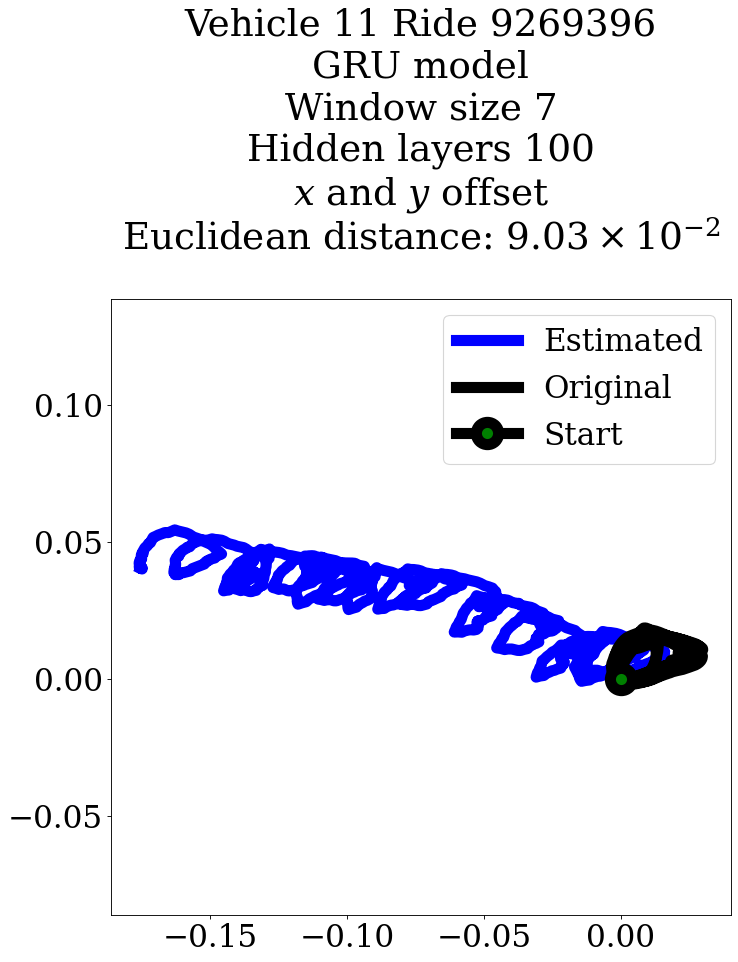 Vehicle 11 Ride 9269396
GRU model
Window size 7
Hidden layers 100
x and y offset
Euclidean distance: 9.03 × 10⁻²
Estimated
Original
Start
0.10
0.05
0.00
−0.05
−0.15 −0.10 −0.05 0.00